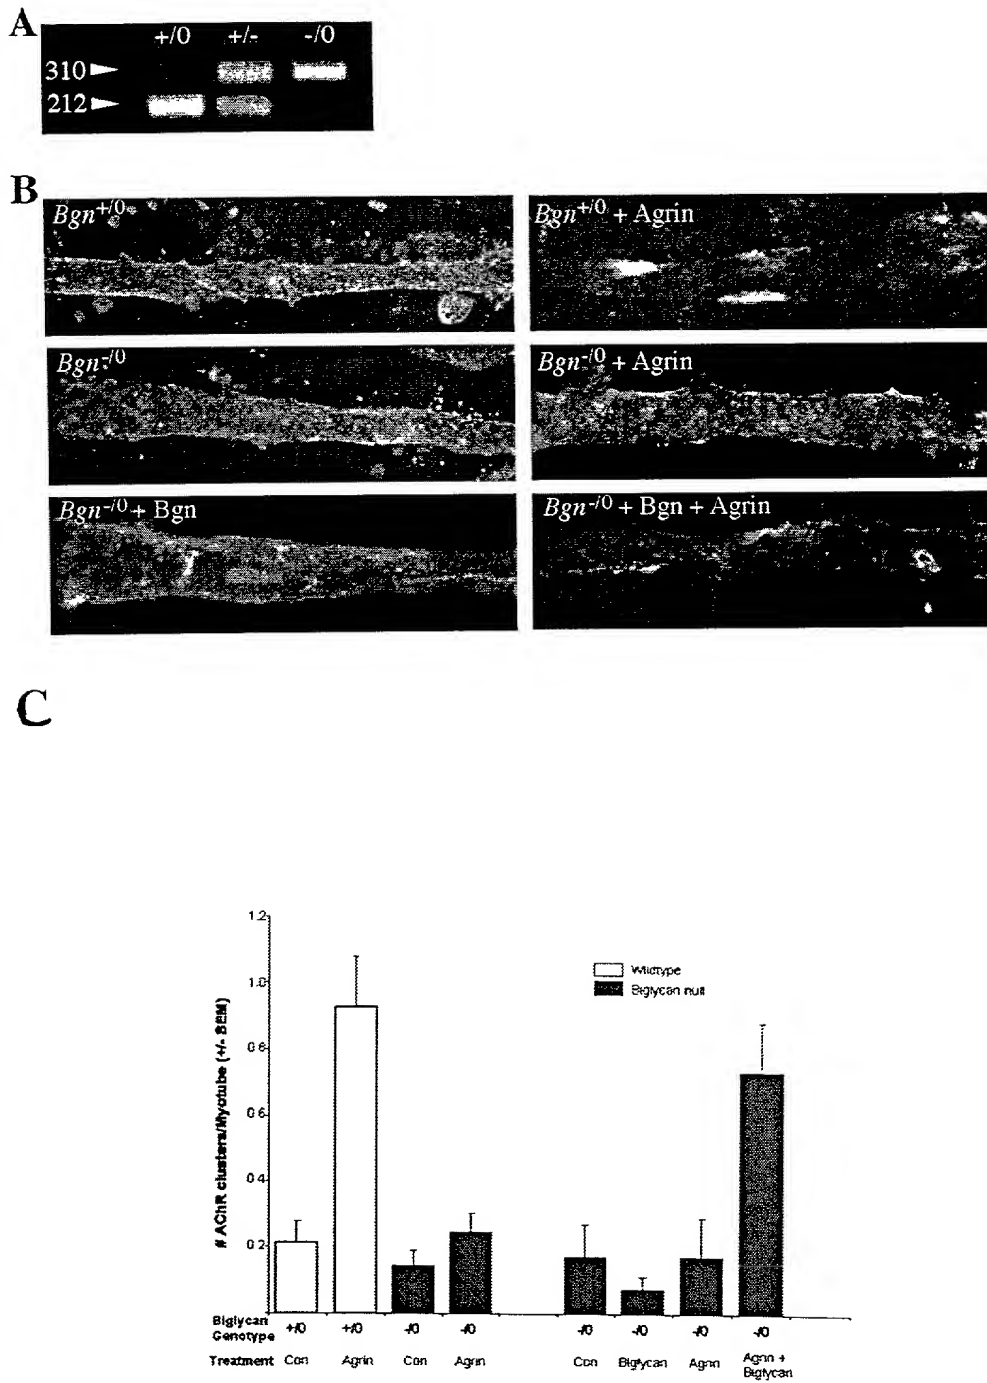 A
+/0 +/- -/0
310
212
B
Bgn+/0
Bgn+/0 + Agrin
Bgn-/0
Bgn-/0 + Agrin
Bgn-/0 + Bgn
Bgn-/0 + Bgn + Agrin
C
1.2
1.0
0.8
0.6
0.4
0.2
# AChR clusters/Myotube (+/- SEM)
Wildtype
Biglycan null
Biglycan Genotype +/0 +/0 -/0 -/0 -/0 -/0 -/0 -/0
Treatment Con Agrin Con Agrin Con Biglycan Agrin Agrin + Biglycan